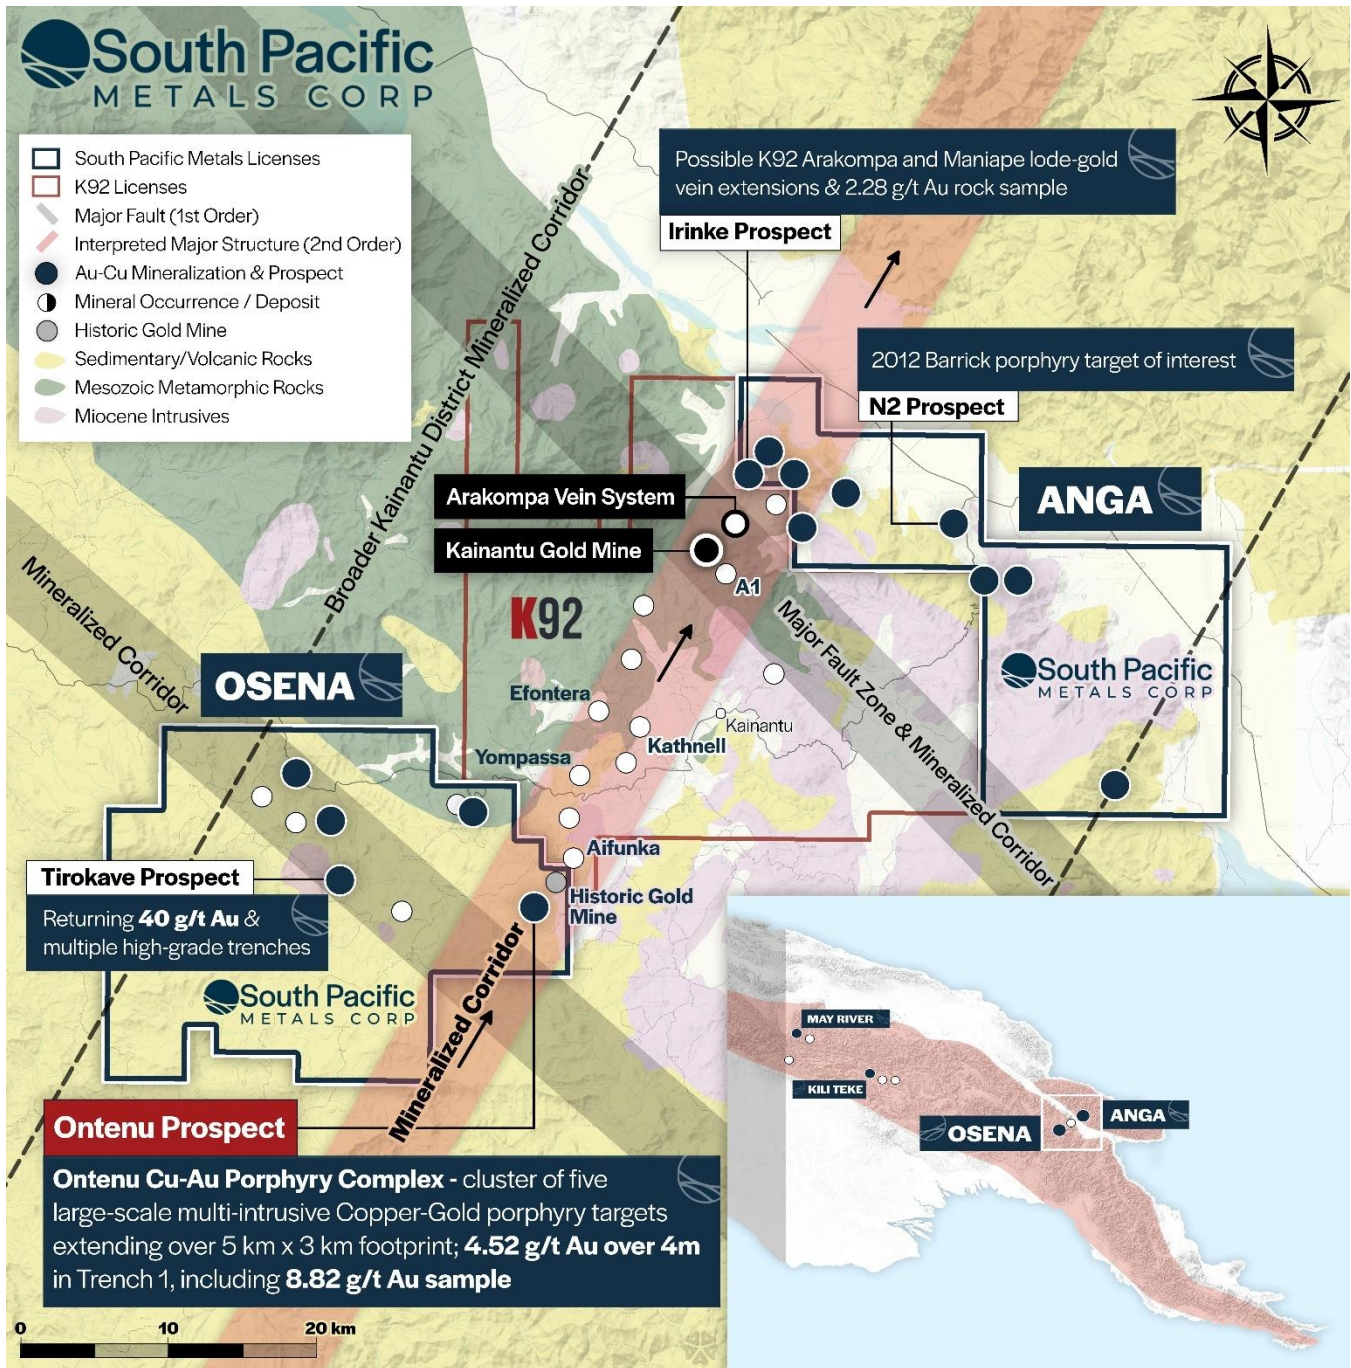 South Pacific
METALS CORP
South Pacific Metals Licenses
K92 Licenses
Major Fault (1st Order)
Interpreted Major Structure (2nd Order)
Au-Cu Mineralization & Prospect
Mineral Occurrence / Deposit
Historic Gold Mine
Sedimentary/Volcanic Rocks
Mesozoic Metamorphic Rocks
Miocene Intrusives
Possible K92 Arakompa and Maniape lode-gold
vein extensions & 2.28 g/t Au rock sample
Irinke Prospect
Broader Kainantu District Mineralized Corridor
2012 Barrick porphyry target of interest
N2 Prospect
Arakompa Vein System
ANGA
Kainantu Gold Mine
A1
K92
Mineralized Corridor
Major Fault Zone & Mineralized Corridor
OSENA
South Pacific
METALS CORP
Efontera
Kainantu
Kathnell
Yompassa
Aifunka
Tirokave Prospect
Returning 40 g/t Au &
multiple high-grade trenches
Historic Gold
Mine
South Pacific
METALS CORP
Mineralized Corridor
MAY RIVER
KILI TEKE
OSENA
ANGA
Ontenu Prospect
Ontenu Cu-Au Porphyry Complex - cluster of five
large-scale multi-intrusive Copper-Gold porphyry targets
extending over 5 km x 3 km footprint; 4.52 g/t Au over 4m
in Trench 1, including 8.82 g/t Au sample
0 10 20 km